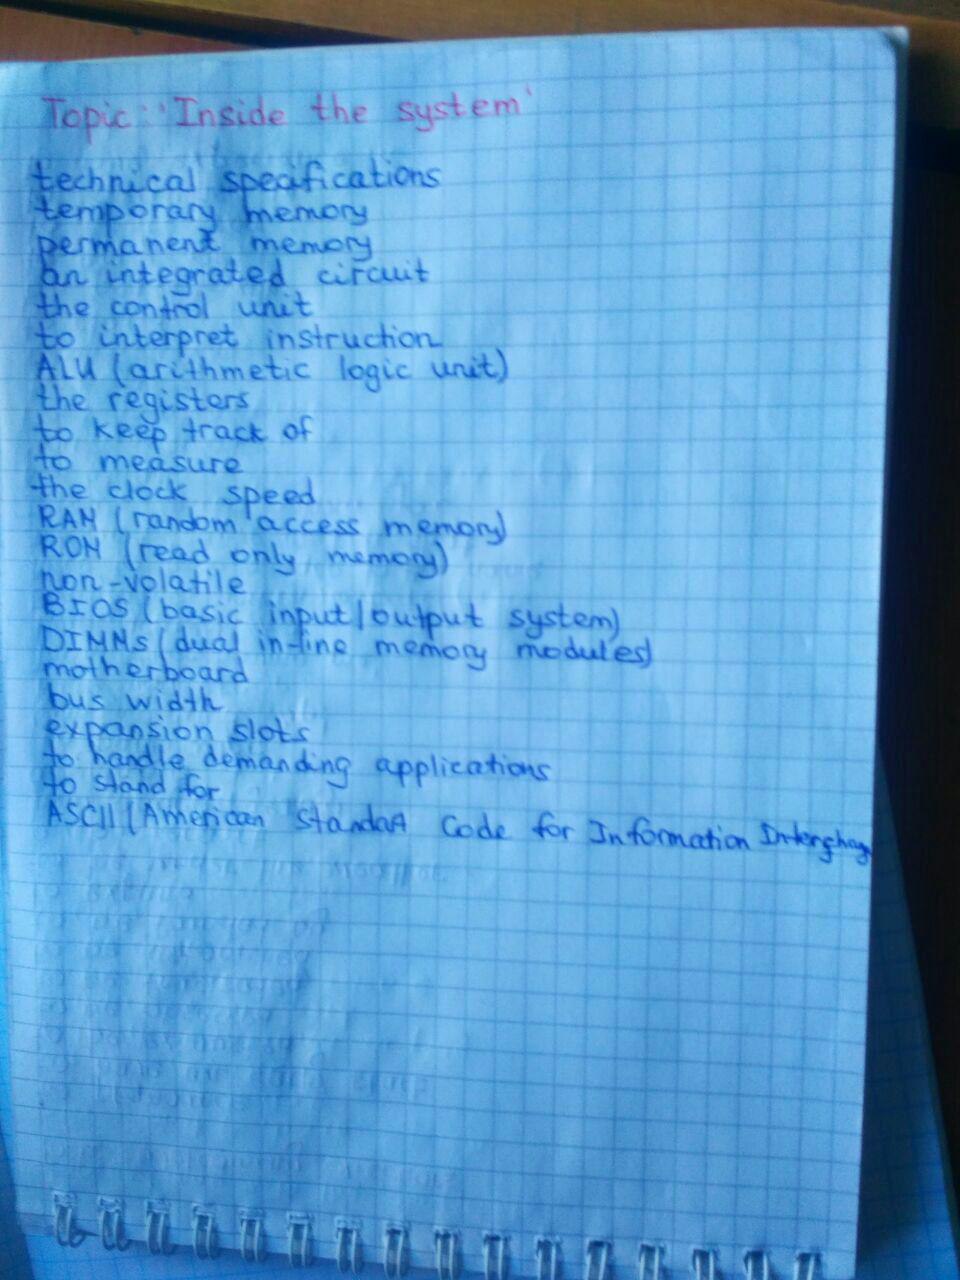 Topic: 'Inside the system'
technical specifications
temporary memory
permanent memory
an integrated circuit
the control unit
to interpret instruction
ALU (arithmetic logic unit)
the registers
to keep track of
to measure
the clock speed
RAM (random access memory)
ROM (read only memory)
non-volatile
BIOS (basic input/output system)
DIMMs (dual in-line memory modules)
motherboard
bus width
expansion slots
to handle demanding applications
to stand for
ASCII (American Standart Code for Information